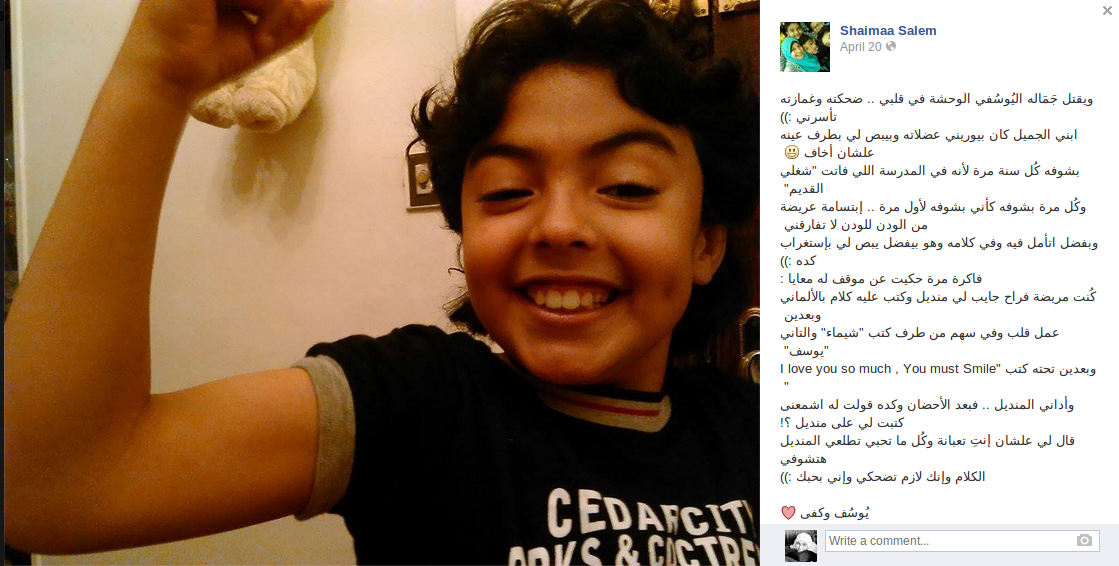 CEDAR CITY
& 
Shaimaa Salem
April 20
ويقتل جَمَاله اليُوسُفي الوحشة في قلبي .. ضحكته وغمازته
تأسرني :))
ابني الجميل كان بيوريني عضلاته وبيبص لي بطرف عينه
علشان أخاف
بشوفه كُل سنة مرة لأنه في المدرسة اللي فاتت "شغلي
القديم"
وكُل مرة بشوفه كأني بشوفه لأول مرة .. إبتسامة عريضة
من الودن للودن لا تفارقني
وبفضل اتأمل فيه وفي كلامه وهو بيفضل يبص لي بإستغراب
كده :))
فاكرة مرة حكيت عن موقف له معايا :
كُنت مريضة فراح جايب لي منديل وكتب عليه كلام بالألماني
وبعدين
عمل قلب وفي سهم من طرف كتب "شيماء" والتاني
"يوسف"
وبعدين تحته كتب "I love you so much , You must Smile
"
وأداني المنديل .. فبعد الأحضان وكده قولت له اشمعنى
كتبت لي على منديل ؟!
قال لي علشان إنتِ تعبانة وكُل ما تحبي تطلعي المنديل
هتشوفي
الكلام وإنك لازم تضحكي وإني بحبك :))
يُوسُف وكفى
Write a comment...